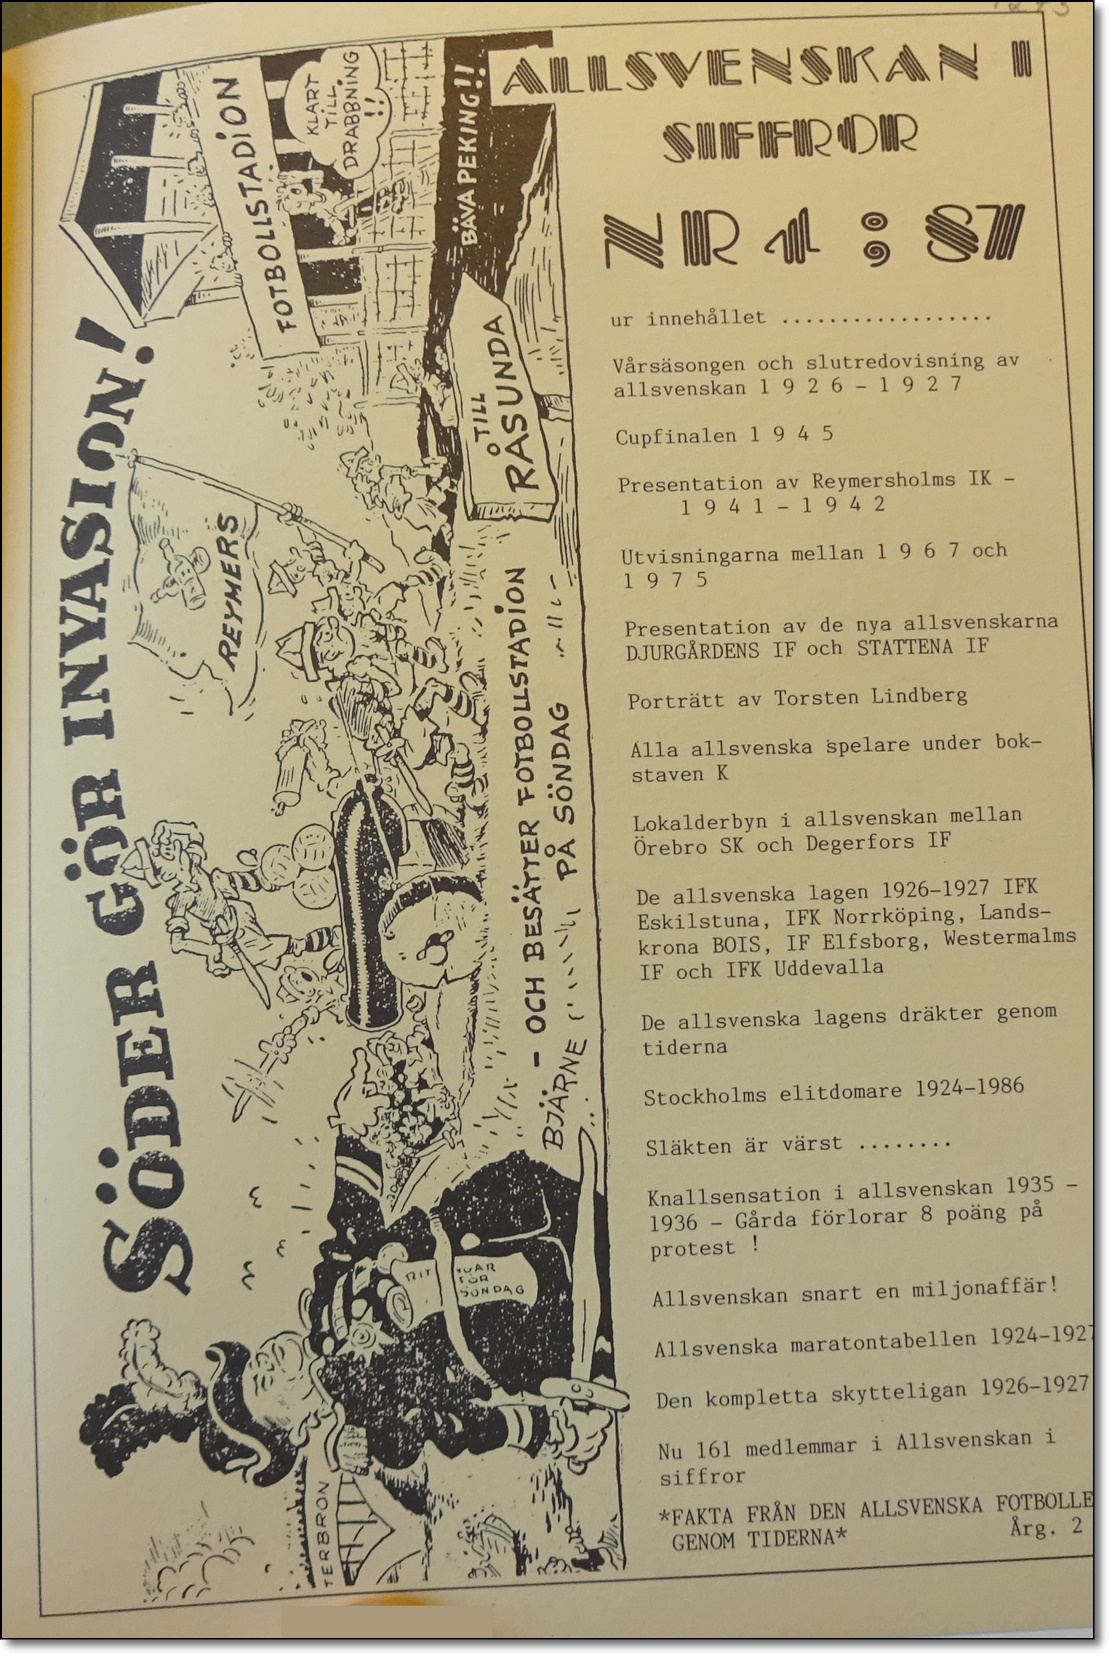 ALLSVENSKAN I
SIFFROR
NR 4 ; 87
ur innehållet ..................
Vårsäsongen och slutredovisning av
allsvenskan 1 9 2 6 – 1 9 2 7
Cupfinalen 1 9 4 5
Presentation av Reymersholms IK –
1 9 4 1 – 1 9 4 2
Utvisningarna mellan 1 9 6 7 och
1 9 7 5
Presentation av de nya allsvenskarna
DJURGÅRDENS IF och STATTENA IF
Porträtt av Torsten Lindberg
Alla allsvenska spelare under bok-
staven K
Lokalderbyn i allsvenskan mellan
Örebro SK och Degerfors IF
De allsvenska lagen 1926–1927 IFK
Eskilstuna, IFK Norrköping, Lands-
krona BOIS, IF Elfsborg, Westermalms
IF och IFK Uddevalla
De allsvenska lagens dräkter genom
tiderna
Stockholms elitdomare 1924–1986
Släkten är värst ........
Knallsensation i allsvenskan 1935 –
1936 – Gårda förlorar 8 poäng på
protest !
Allsvenskan snart en miljonaffär!
Allsvenska maratontabellen 1924–1927
Den kompletta skytteligan 1926–1927
Nu 161 medlemmar i Allsvenskan i
siffror
*FAKTA FRÅN DEN ALLSVENSKA FOTBOLLE
GENOM TIDERNA*
Årg. 2
SÖDER GÖR INVASION!
FOTBOLLSTADION
KLART
TILL
DRABBNING
!!
BÄVA PEKING!!
TILL
RÅSUNDA
REYMERS
– OCH BESÄTTER FOTBOLLSTADION
PÅ SÖNDAG
BJÄRNE
RIT
FÖR
SÖNDAG
TERBRON